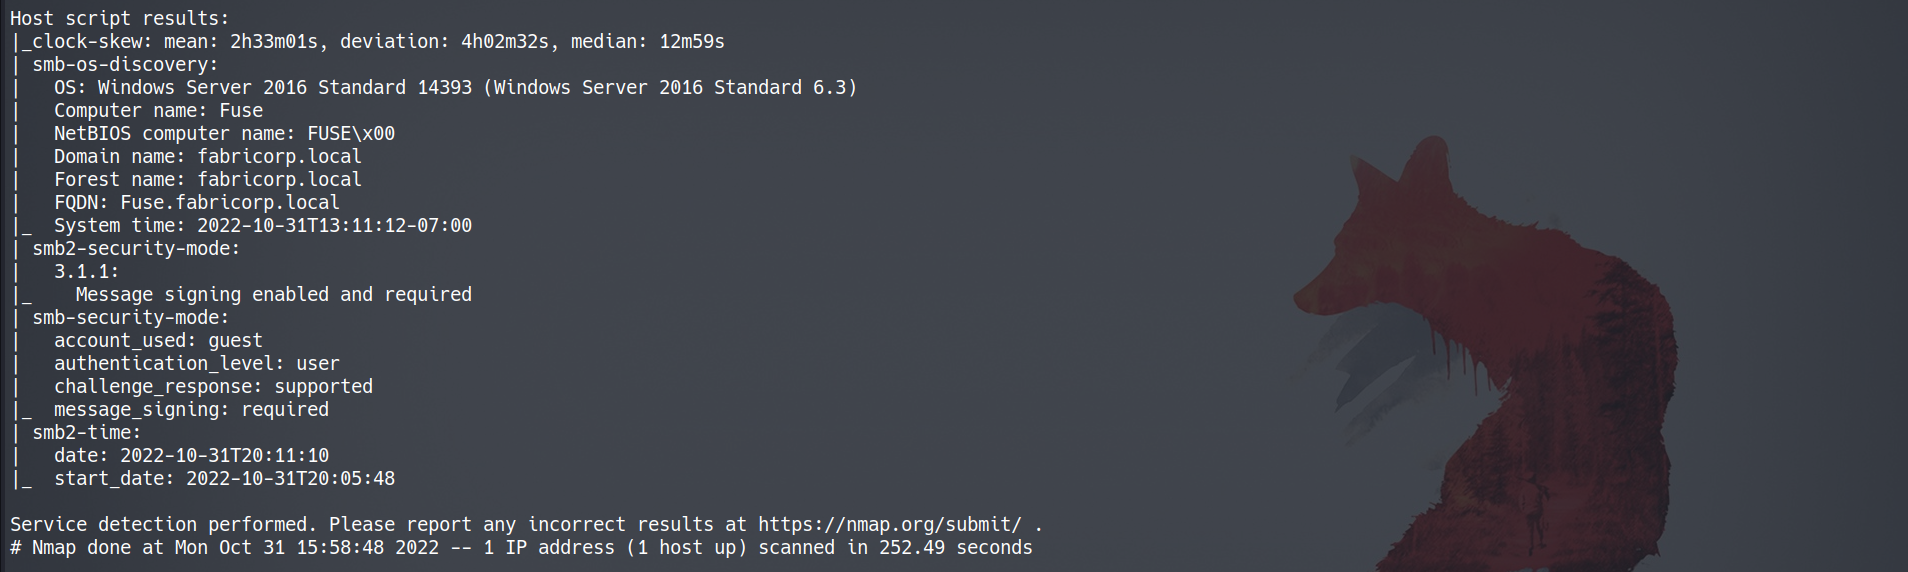 Host script results:
|_clock-skew: mean: 2h33m01s, deviation: 4h02m32s, median: 12m59s
| smb-os-discovery:
|   OS: Windows Server 2016 Standard 14393 (Windows Server 2016 Standard 6.3)
|   Computer name: Fuse
|   NetBIOS computer name: FUSE\x00
|   Domain name: fabricorp.local
|   Forest name: fabricorp.local
|   FQDN: Fuse.fabricorp.local
|_  System time: 2022-10-31T13:11:12-07:00
| smb2-security-mode:
|   3.1.1:
|_    Message signing enabled and required
| smb-security-mode:
|   account_used: guest
|   authentication_level: user
|   challenge_response: supported
|_  message_signing: required
| smb2-time:
|   date: 2022-10-31T20:11:10
|_  start_date: 2022-10-31T20:05:48

Service detection performed. Please report any incorrect results at https://nmap.org/submit/ .
# Nmap done at Mon Oct 31 15:58:48 2022 -- 1 IP address (1 host up) scanned in 252.49 seconds